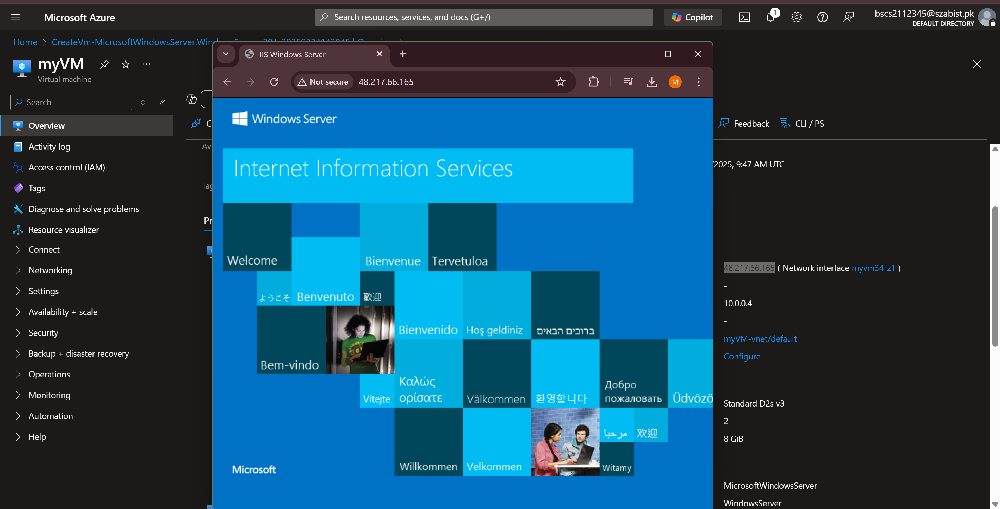 Microsoft Azure
Search resources, services, and docs (G+/)
Copilot
1
bscs2112345@szabist.pk
DEFAULT DIRECTORY
Home > CreateVm-MicrosoftWindowsServer.WindowsServer-201-20250324143845 | Overview >
myVM
Virtual machine
Search
Overview
Activity log
Access control (IAM)
Tags
Diagnose and solve problems
Resource visualizer
Connect
Networking
Settings
Availability + scale
Security
Backup + disaster recovery
Operations
Monitoring
Automation
Help
IIS Windows Server
Not secure 48.217.66.165
M
Windows Server
Internet Information Services
Welcome
Bienvenue
Tervetuloa
ようこそ
Benvenuto
歡迎
Bienvenido
Hoş geldiniz
ברוכים הבאים
Bem-vindo
Vítejte
Καλώς
ορίσατε
Välkommen
환영합니다
Добро
пожаловать
Üdvözö
Willkommen
Velkommen
مرحبا
欢迎
Witamy
Microsoft
Feedback
CLI / PS
/2025, 9:47 AM UTC
48.217.66.165 ( Network interface myvm34_z1 )
-
10.0.0.4
-
myVM-vnet/default
Configure
Standard D2s v3
2
8 GiB
MicrosoftWindowsServer
WindowsServer